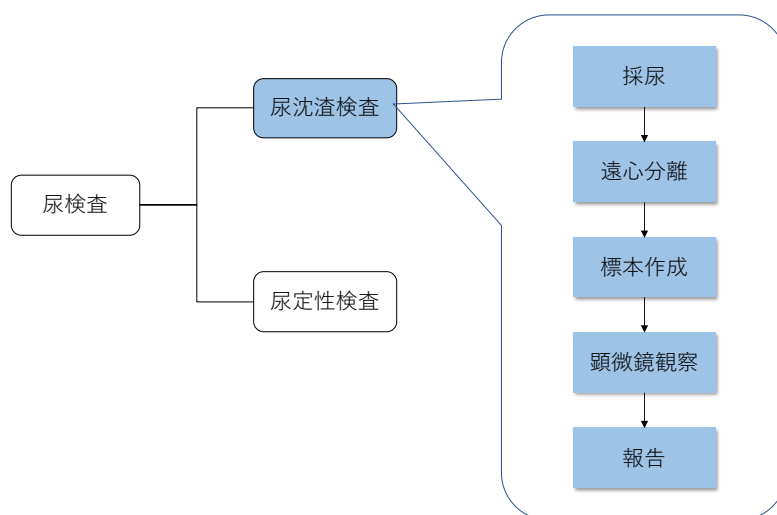 尿検査
尿沈渣検査
尿定性検査
採尿
遠心分離
標本作成
顕微鏡観察
報告